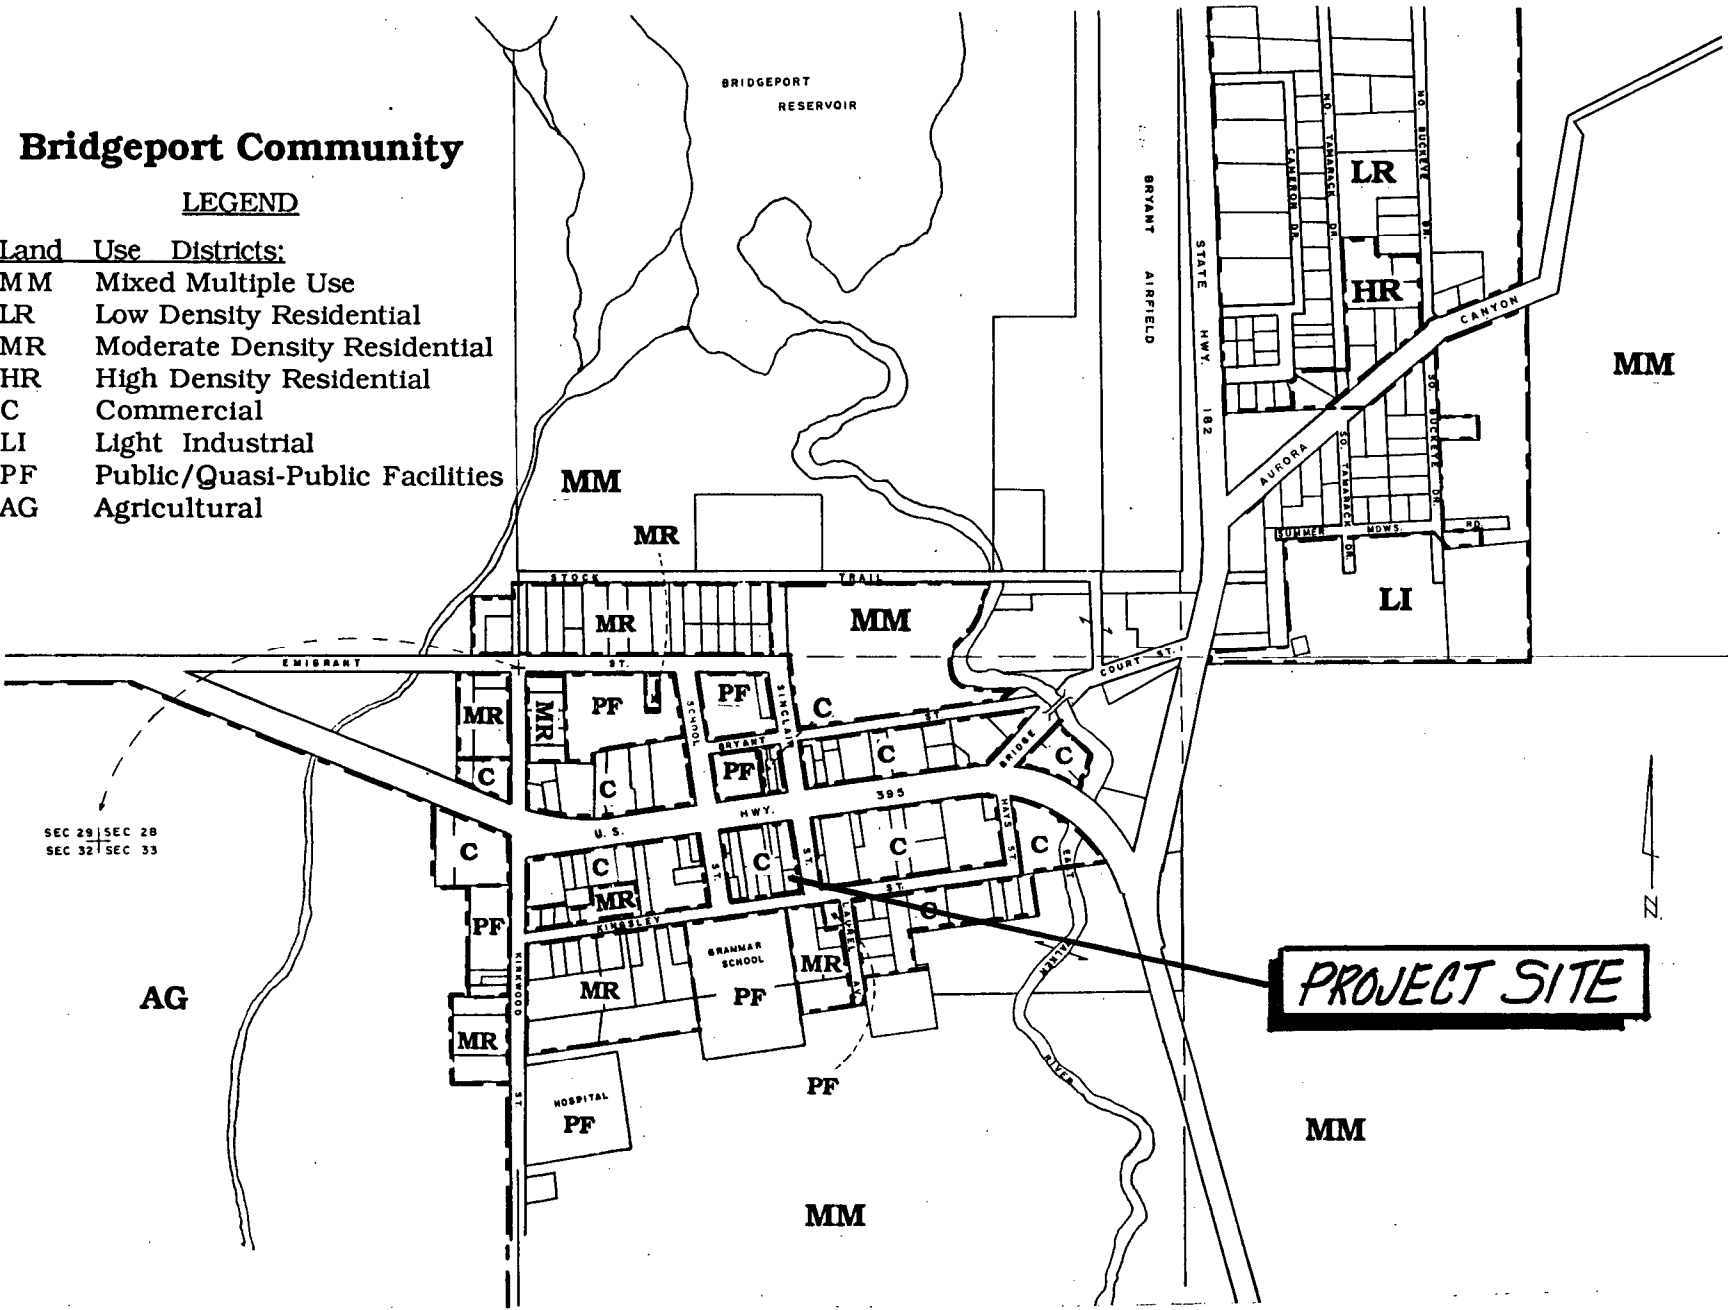 BRIDGEPORT
RESERVOIR
Bridgeport Community
LEGEND
Land Use Districts:
MM Mixed Multiple Use
LR Low Density Residential
MR Moderate Density Residential
HR High Density Residential
C Commercial
LI Light Industrial
PF Public/Quasi-Public Facilities
AG Agricultural
BRYANT AIRFIELD
STATE HWY. 182
CAMERON DR.
NO. TAMARACK DR.
NO. BUCKEYE DR.
LR
HR
CANYON
AURORA
MM
SO. TAMARACK DR.
SO. BUCKEYE DR.
SUMMER MDWS. RD.
LI
MM
MR
STOCK TRAIL
MR
MM
EMIGRANT ST.
COURT ST.
MR
MR
PF
PF
SCHOOL ST.
SINCLAIR ST.
C
BRYANT ST.
BRIDGE
C
C
C
C
PF
U.S. HWY. 395
HAYS ST.
SEC 29 SEC 28
SEC 32 SEC 33
C
C
C
C
C
EAST WALKER RIVER
MR
KINGSLEY ST.
C
PF
LAUREL AVE.
GRAMMAR
SCHOOL
PF
MR
MR
KIRKWOOD ST.
AG
MR
PF
PROJECT SITE
N
HOSPITAL
PF
MM
MM